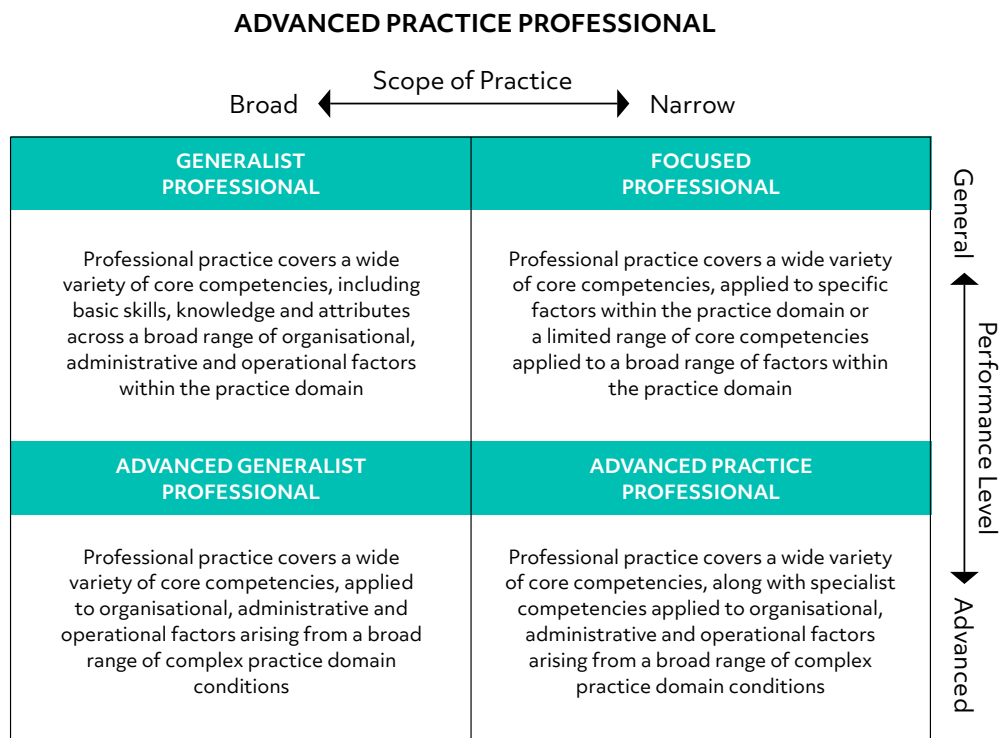 ADVANCED PRACTICE PROFESSIONAL
Scope of Practice
Broad
Narrow
GENERALIST
PROFESSIONAL
FOCUSED
PROFESSIONAL
Professional practice covers a wide
variety of core competencies, including
basic skills, knowledge and attributes
across a broad range of organisational,
administrative and operational factors
within the practice domain
Professional practice covers a wide variety
of core competencies, applied to specific
factors within the practice domain or
a limited range of core competencies
applied to a broad range of factors within
the practice domain
ADVANCED GENERALIST
PROFESSIONAL
ADVANCED PRACTICE
PROFESSIONAL
Professional practice covers a wide
variety of core competencies, applied
to organisational, administrative and
operational factors arising from a broad
range of complex practice domain
conditions
Professional practice covers a wide variety
of core competencies, along with specialist
competencies applied to organisational,
administrative and operational factors
arising from a broad range of complex
practice domain conditions
General
Performance Level
Advanced